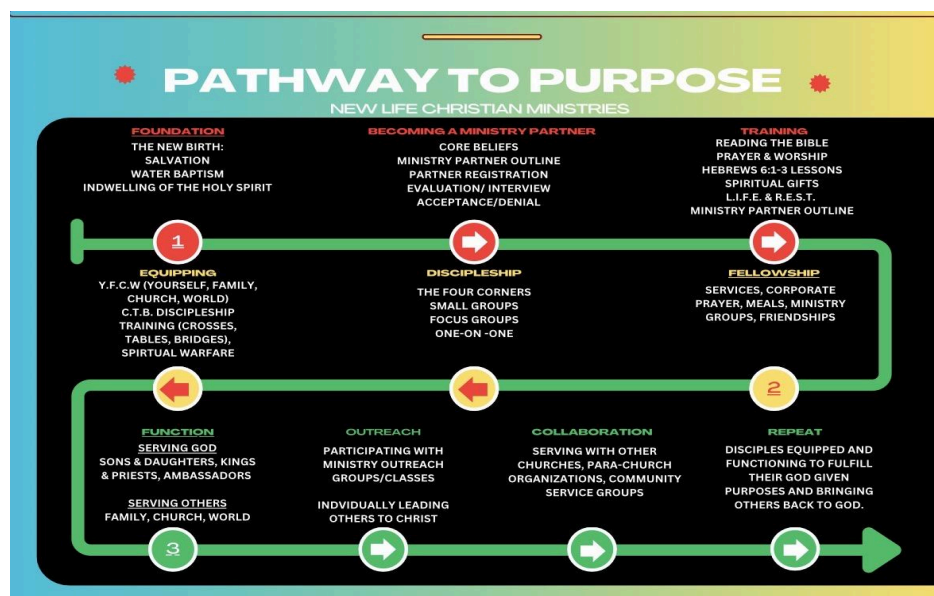 PATHWAY TO PURPOSE
NEW LIFE CHRISTIAN MINISTRIES
FOUNDATION
THE NEW BIRTH:
SALVATION
WATER BAPTISM
INDWELLING OF THE HOLY SPIRIT
BECOMING A MINISTRY PARTNER
CORE BELIEFS
MINISTRY PARTNER OUTLINE
PARTNER REGISTRATION
EVALUATION/ INTERVIEW
ACCEPTANCE/DENIAL
TRAINING
READING THE BIBLE
PRAYER & WORSHIP
HEBREWS 6:1-3 LESSONS
SPIRITUAL GIFTS
L.I.F.E. & R.E.S.T.
MINISTRY PARTNER OUTLINE
1
FELLOWSHIP
SERVICES, CORPORATE
PRAYER, MEALS, MINISTRY
GROUPS, FRIENDSHIPS
2
DISCIPLESHIP
THE FOUR CORNERS
SMALL GROUPS
FOCUS GROUPS
ONE-ON -ONE
EQUIPPING
Y.F.C.W (YOURSELF, FAMILY,
CHURCH, WORLD)
C.T.B. DISCIPLESHIP
TRAINING (CROSSES,
TABLES, BRIDGES),
SPIRTUAL WARFARE
FUNCTION
SERVING GOD
SONS & DAUGHTERS, KINGS
& PRIESTS, AMBASSADORS
SERVING OTHERS
FAMILY, CHURCH, WORLD
3
OUTREACH
PARTICIPATING WITH
MINISTRY OUTREACH
GROUPS/CLASSES
INDVIDUALLY LEADING
OTHERS TO CHRIST
COLLABORATION
SERVING WITH OTHER
CHURCHES, PARA-CHURCH
ORGANIZATIONS, COMMUNITY
SERVICE GROUPS
REPEAT
DISCIPLES EQUIPPED AND
FUNCTIONING TO FULFILL
THEIR GOD GIVEN
PURPOSES AND BRINGING
OTHERS BACK TO GOD.